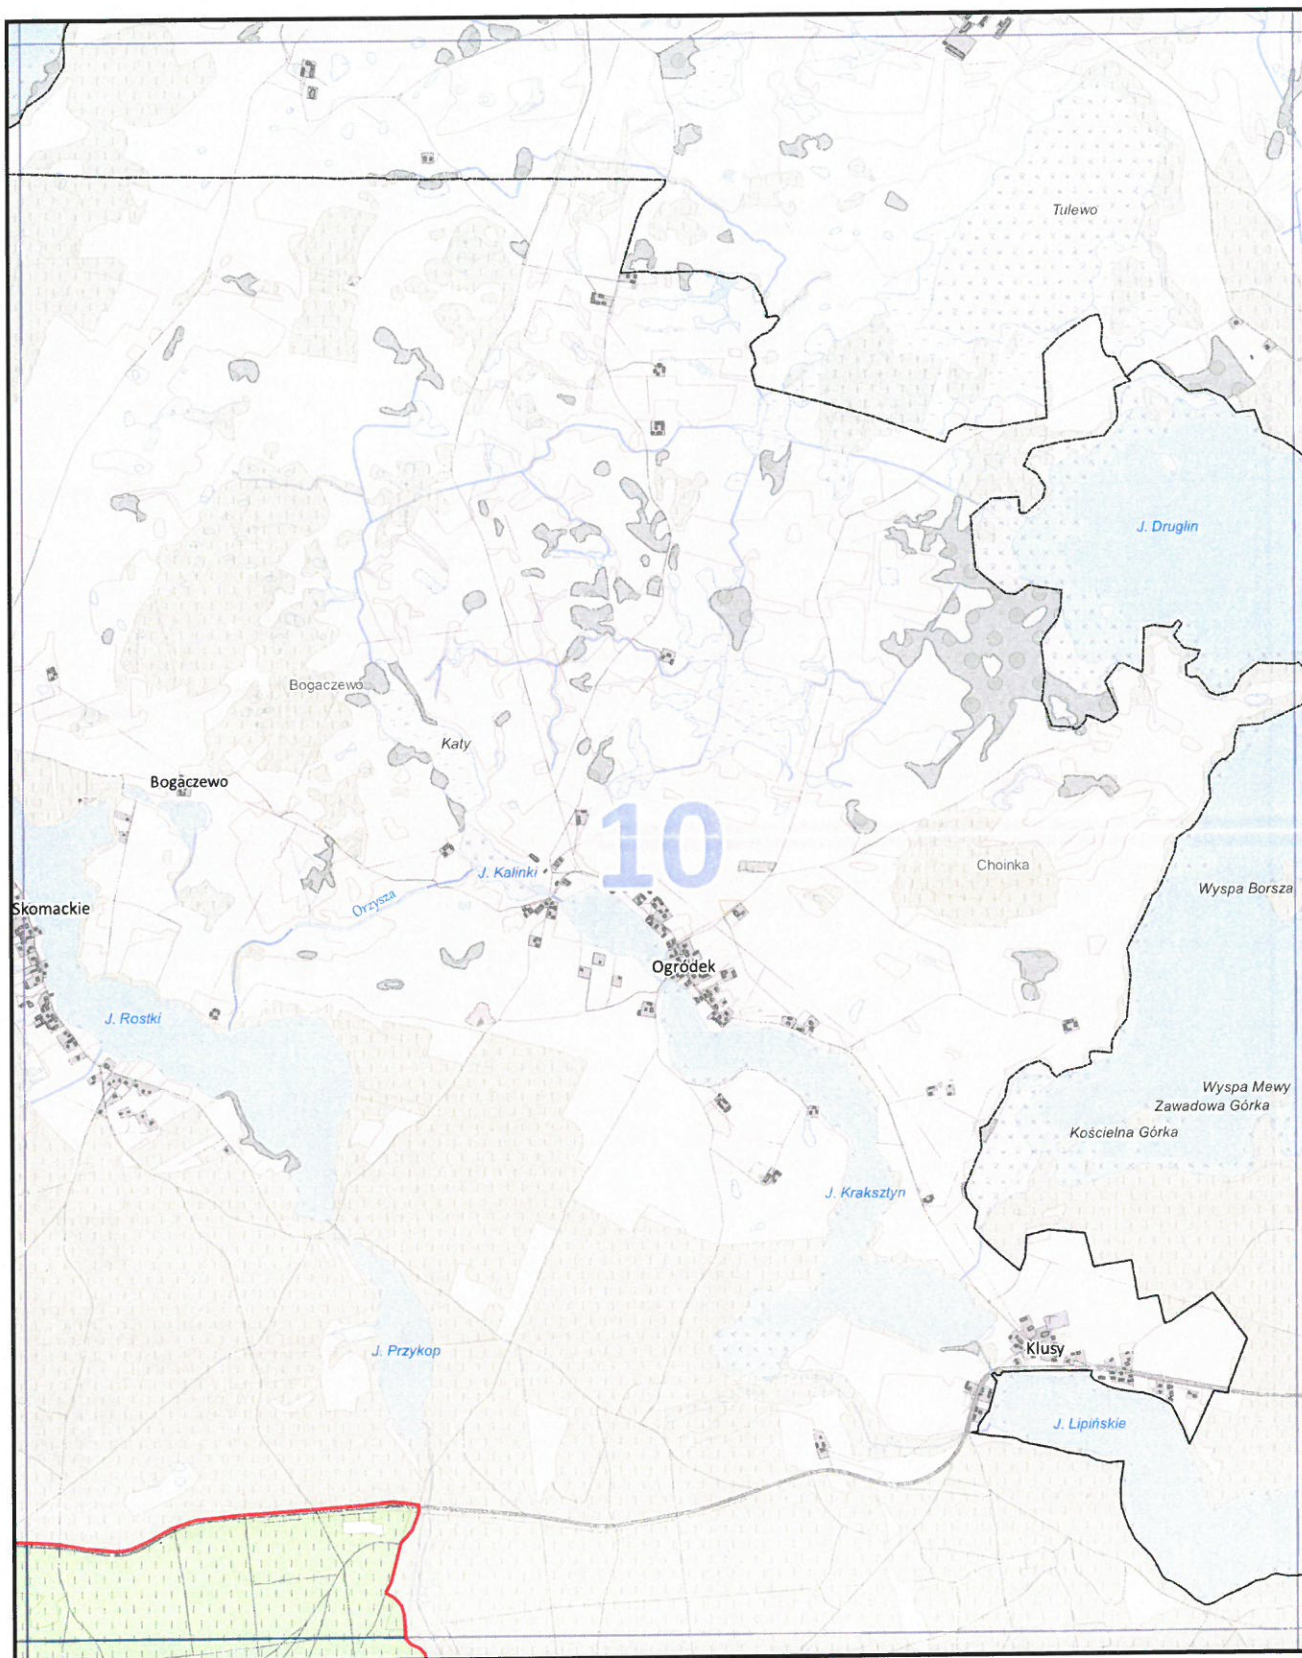 Tulewo
J. Druglin
Bogaczewo
Katy
Bogaczewo
10
J. Kalinki
Choinka
Wyspa Borsza
Orzysza
Skomackie
Ogródek
J. Rostki
Wyspa Mewy
Zawadowa Górka
Kościelna Górka
J. Kraksztyn
Klusy
J. Przykop
J. Lipińskie